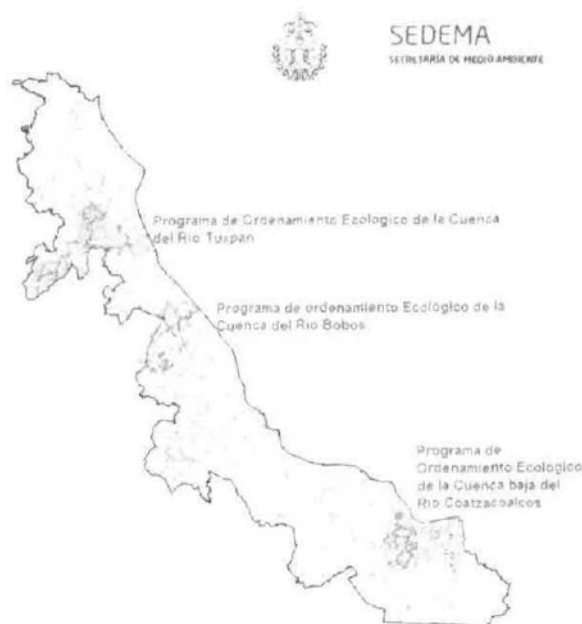 SEDEMA
SECRETARÍA DE MEDIO AMBIENTE
Programa de Ordenamiento Ecologico de la Cuenca
del Rio Tuxpan
Programa de ordenamiento Ecológico de la
Cuenca del Rio Bobos
Programa de
Ordenamiento Ecologico
de la Cuenca baja del
Rio Coatzacoalcos